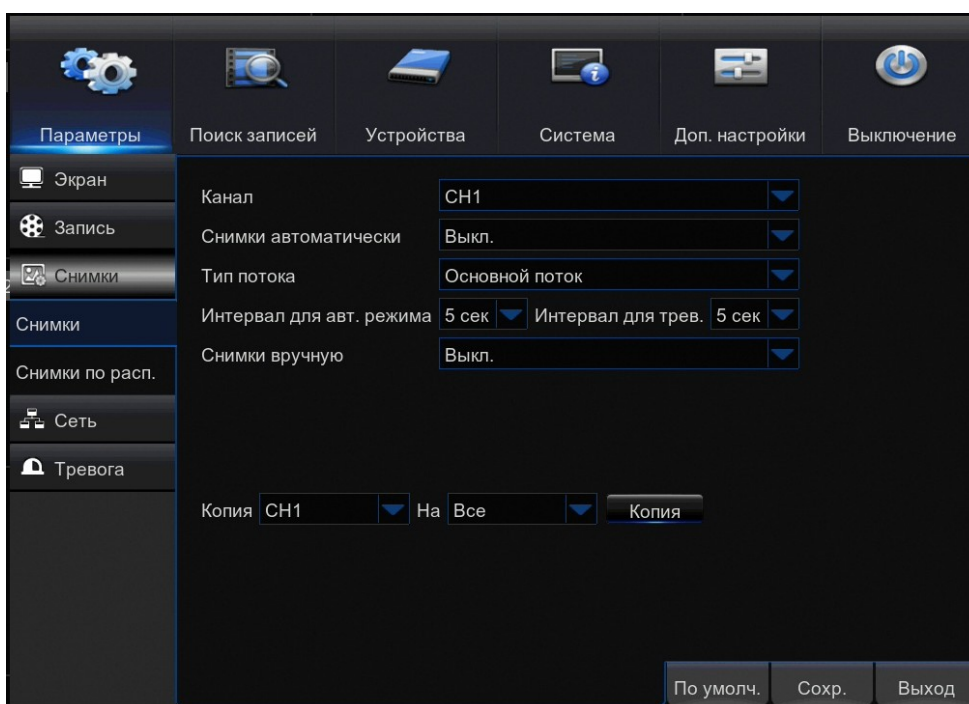 Параметры Поиск записей Устройства Система Доп. настройки Выключение
Экран
Запись
Снимки
Снимки
Снимки по расп.
Сеть
Тревога
Канал CH1
Снимки автоматически Выкл.
Тип потока Основной поток
Интервал для авт. режима 5 сек Интервал для трев. 5 сек
Снимки вручную Выкл.
Копия CH1 На Все Копия
По умолч. Сохр. Выход